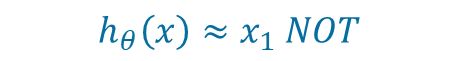 hθ(x) ≈ x₁ NOT